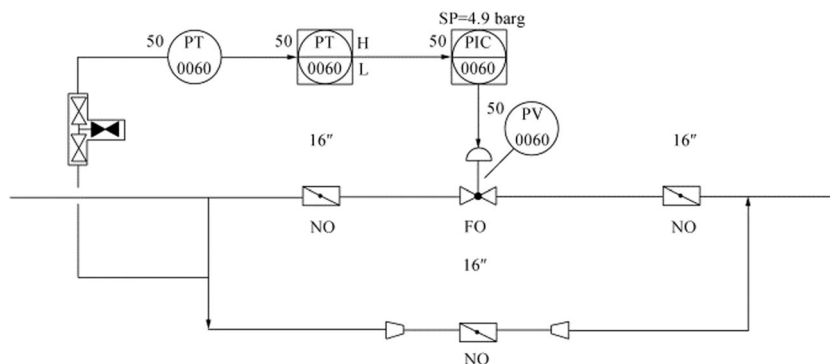 SP=4.9 barg
50 PT 0060
50 PT 0060 H L
50 PIC 0060
50 PV 0060
16″
16″
NO
FO
NO
16″
NO